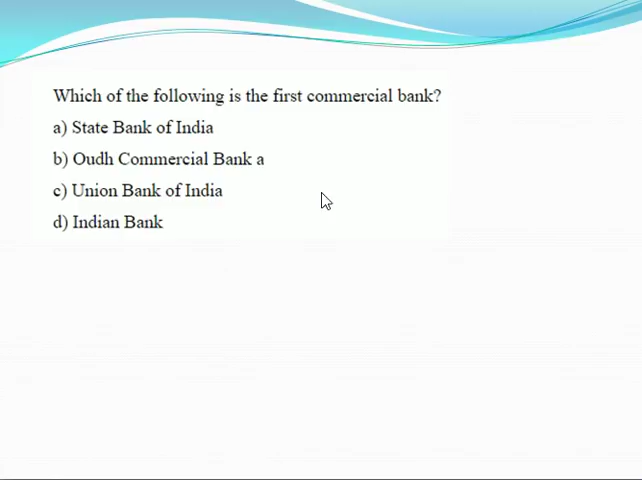 Which of the following is the first commercial bank?
a) State Bank of India
b) Oudh Commercial Bank a
c) Union Bank of India
d) Indian Bank